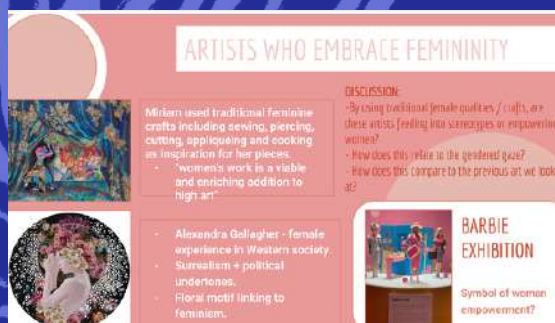 ARTISTS WHO EMBRACE FEMININITY
Miriam used traditional feminine
crafts including sewing, piercing,
cutting, appliqueing and cooking
as inspiration for her pieces.
- "women's work is a viable
and enriching addition to
high art"
- Alexandra Gallagher - female
experience in Western society.
- Surrealism + political
undertones.
- Floral motif linking to
feminism.
DISCUSSION:
-By using traditional female qualities / crafts, are
these artists feeding into stereotypes or empowering
women?
- How does this relate to the gendered gaze?
- How does this compare to the previous art we look
at?
BARBIE
EXHIBITION
Symbol of woman
empowerment?